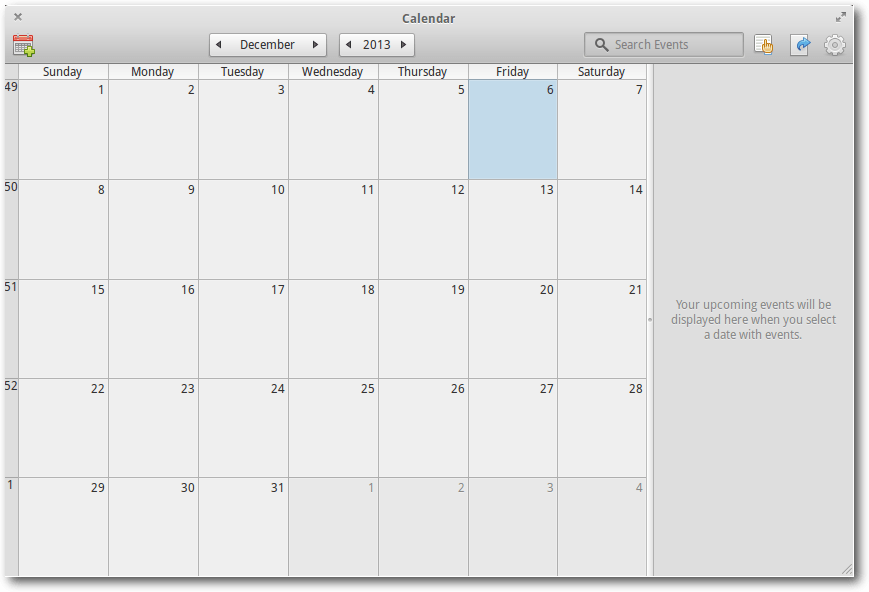 Calendar
December
2013
Search Events
Sunday Monday Tuesday Wednesday Thursday Friday Saturday
49 1 2 3 4 5 6 7
50 8 9 10 11 12 13 14
51 15 16 17 18 19 20 21
Your upcoming events will be
displayed here when you select
a date with events.
52 22 23 24 25 26 27 28
1 29 30 31 1 2 3 4